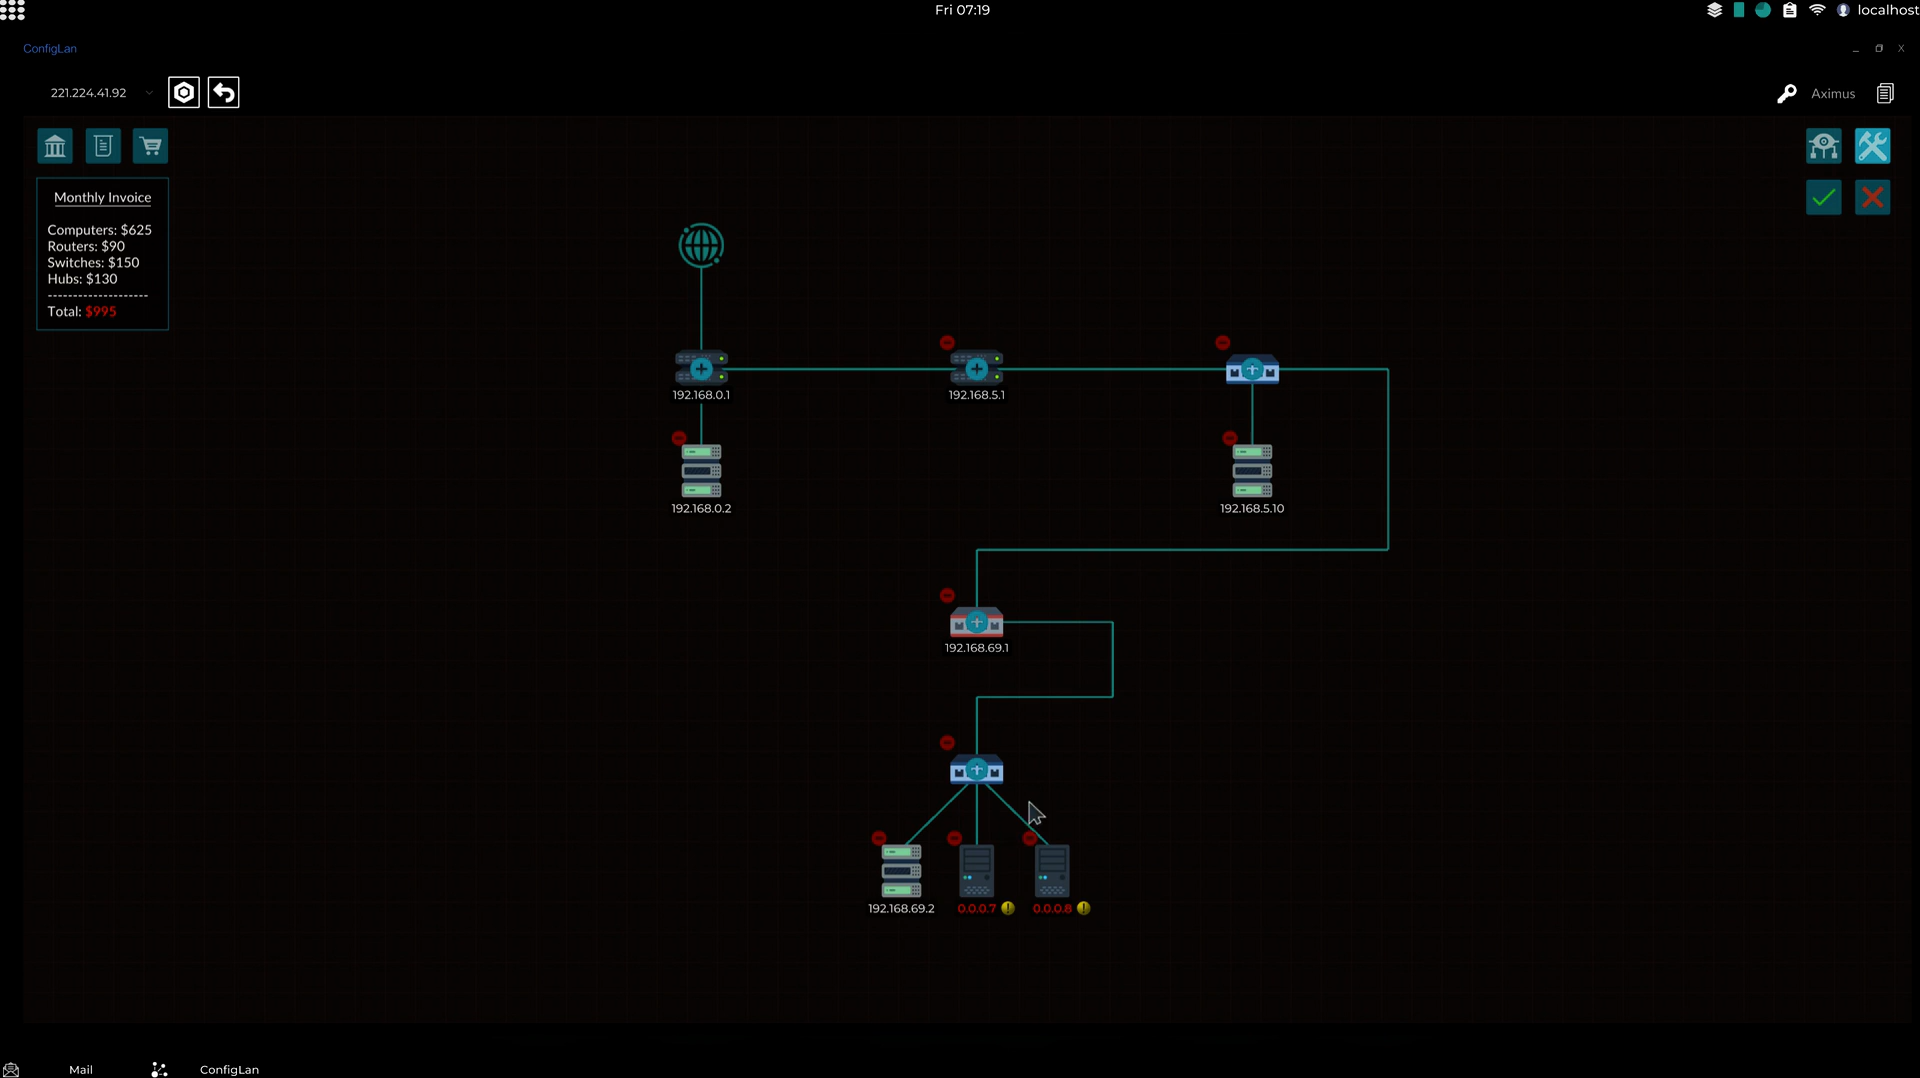 Fri 07:19
localhost
ConfigLan
221.224.41.92
Aximus
Monthly Invoice
Computers: $625
Routers: $90
Switches: $150
Hubs: $130
---------------------
Total: $995
192.168.0.1
192.168.5.1
192.168.0.2
192.168.5.10
192.168.69.1
192.168.69.2
0.0.0.7
0.0.0.8
Mail
ConfigLan